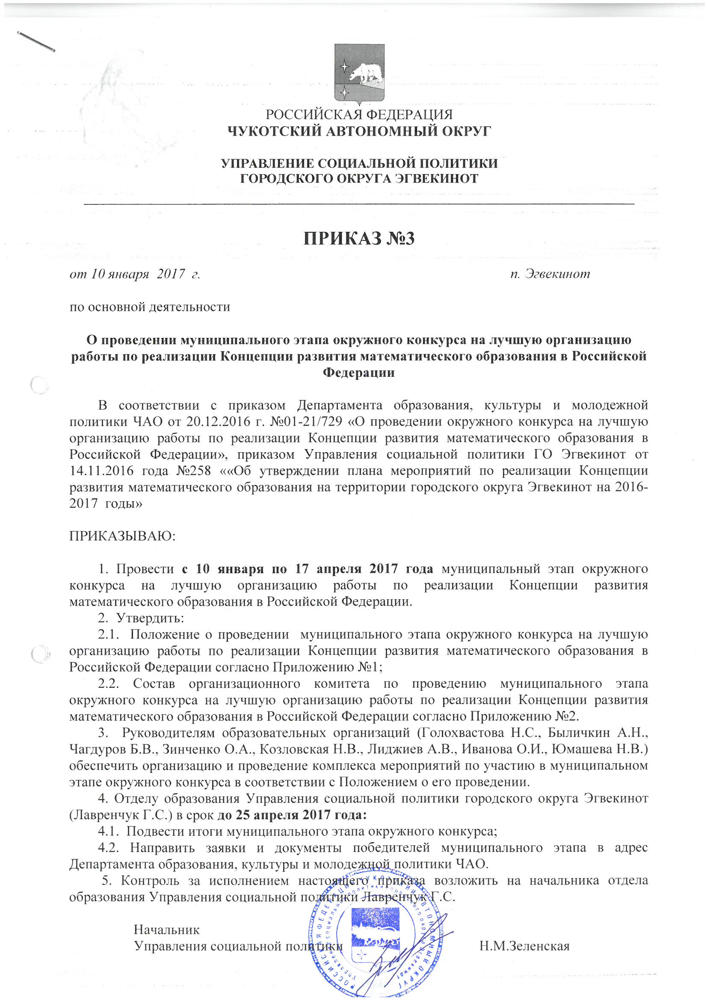 РОССИЙСКАЯ ФЕДЕРАЦИЯ
ЧУКОТСКИЙ АВТОНОМНЫЙ ОКРУГ
УПРАВЛЕНИЕ СОЦИАЛЬНОЙ ПОЛИТИКИ
ГОРОДСКОГО ОКРУГА ЭГВЕКИНОТ
ПРИКАЗ №3
от 10 января 2017 г. п. Эгвекинот
по основной деятельности
О проведении муниципального этапа окружного конкурса на лучшую организацию
работы по реализации Концепции развития математического образования в Российской
Федерации
В соответствии с приказом Департамента образования, культуры и молодежной
политики ЧАО от 20.12.2016 г. №01-21/729 «О проведении окружного конкурса на лучшую
организацию работы по реализации Концепции развития математического образования в
Российской Федерации», приказом Управления социальной политики ГО Эгвекинот от
14.11.2016 года №258 ««Об утверждении плана мероприятий по реализации Концепции
развития математического образования на территории городского округа Эгвекинот на 2016-
2017 годы»
ПРИКАЗЫВАЮ:
1. Провести с 10 января по 17 апреля 2017 года муниципальный этап окружного
конкурса на лучшую организацию работы по реализации Концепции развития
математического образования в Российской Федерации.
2. Утвердить:
2.1. Положение о проведении муниципального этапа окружного конкурса на лучшую
организацию работы по реализации Концепции развития математического образования в
Российской Федерации согласно Приложению №1;
2.2. Состав организационного комитета по проведению муниципального этапа
окружного конкурса на лучшую организацию работы по реализации Концепции развития
математического образования в Российской Федерации согласно Приложению №2.
3. Руководителям образовательных организаций (Голохвастова Н.С., Быличкин А.Н.,
Чагдуров Б.В., Зинченко О.А., Козловская Н.В., Лиджиев А.В., Иванова О.И., Юмашева Н.В.)
обеспечить организацию и проведение комплекса мероприятий по участию в муниципальном
этапе окружного конкурса в соответствии с Положением о его проведении.
4. Отделу образования Управления социальной политики городского округа Эгвекинот
(Лавренчук Г.С.) в срок до 25 апреля 2017 года:
4.1. Подвести итоги муниципального этапа окружного конкурса;
4.2. Направить заявки и документы победителей муниципального этапа в адрес
Департамента образования, культуры и молодежной политики ЧАО.
5. Контроль за исполнением настоящего приказа возложить на начальника отдела
образования Управления социальной политики Лавренчук Г.С.
Начальник
Управления социальной политики Н.М.Зеленская
РОССИЙСКАЯ ФЕДЕРАЦИЯ ЧУКОТСКИЙ АВТОНОМНЫЙ ОКРУГ
Управление социальной политики городского округа Эгвекинот